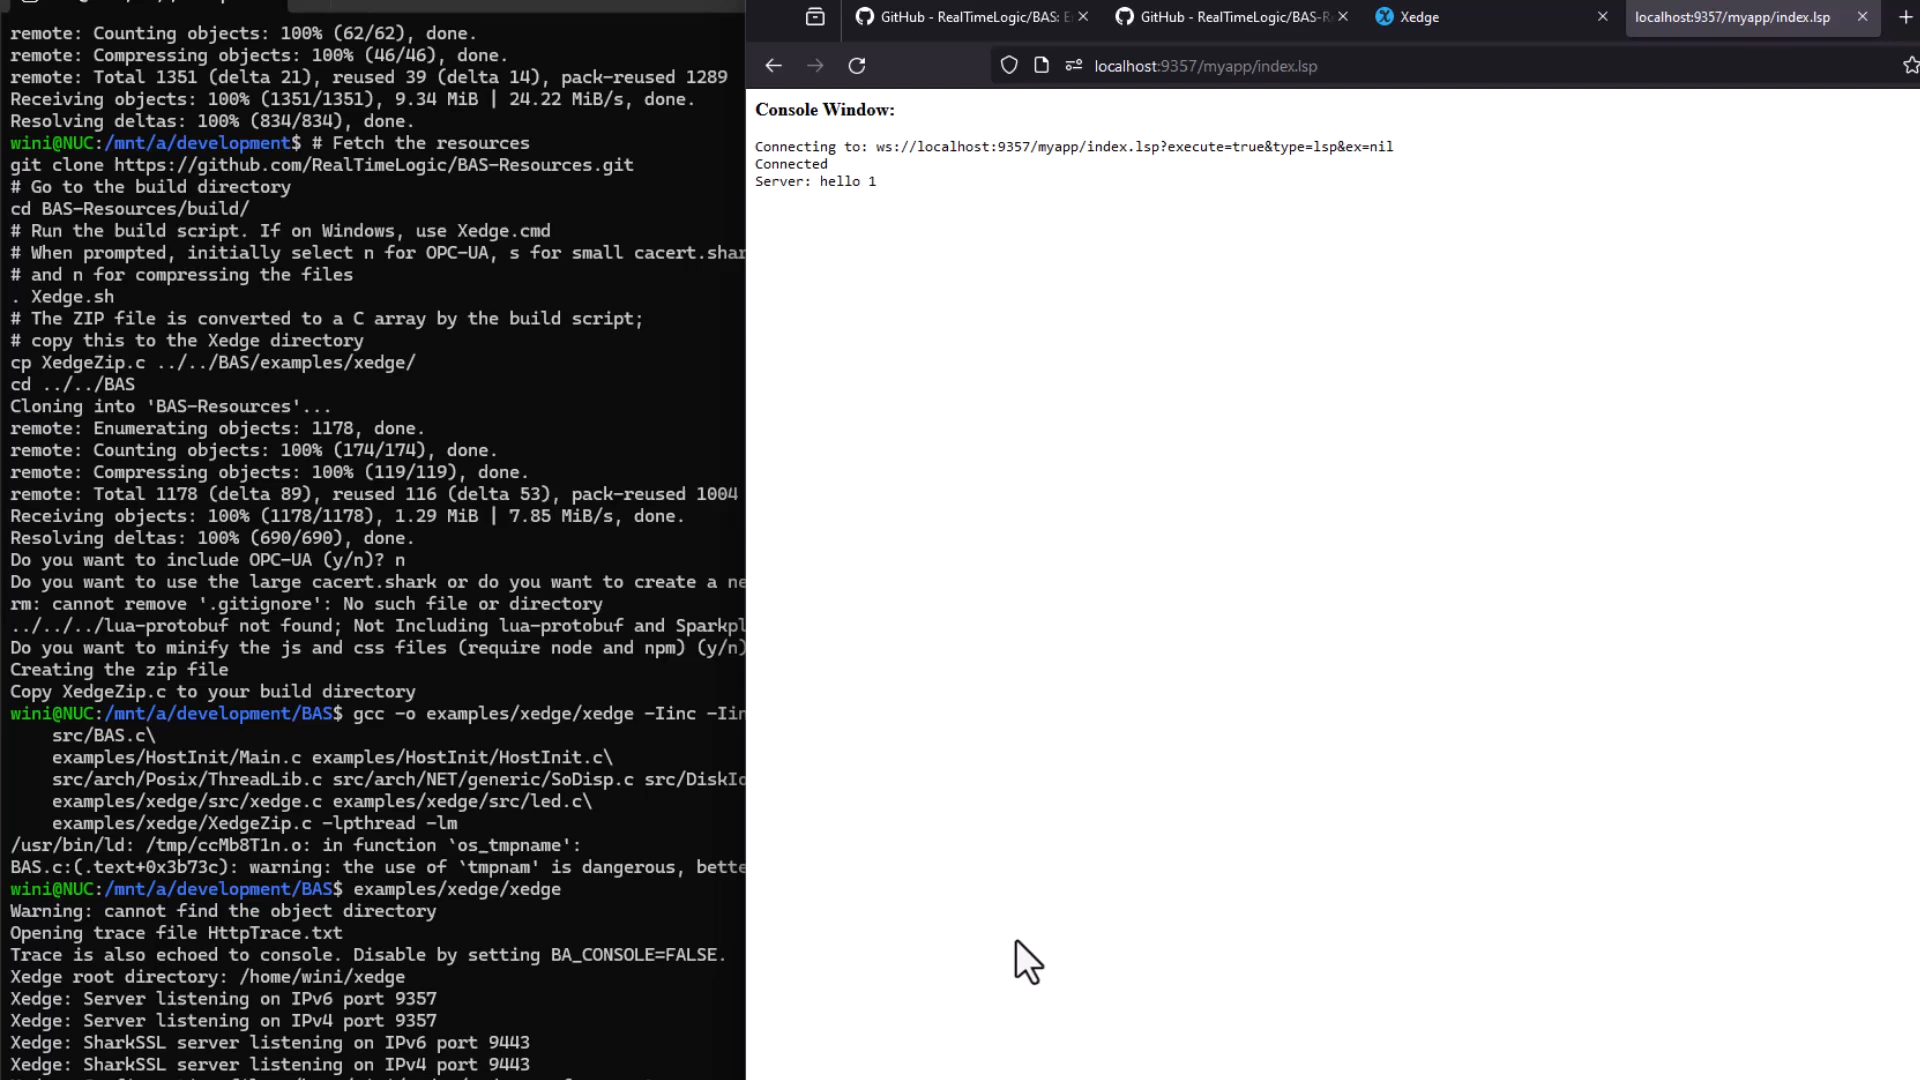 remote: Counting objects: 100% (62/62), done.
remote: Compressing objects: 100% (46/46), done.
remote: Total 1351 (delta 21), reused 39 (delta 14), pack-reused 1289
Receiving objects: 100% (1351/1351), 9.34 MiB | 24.22 MiB/s, done.
Resolving deltas: 100% (834/834), done.
wini@NUC:/mnt/a/development$ # Fetch the resources
git clone https://github.com/RealTimeLogic/BAS-Resources.git
# Go to the build directory
cd BAS-Resources/build/
# Run the build script. If on Windows, use Xedge.cmd
# When prompted, initially select n for OPC-UA, s for small cacert.shar
# and n for compressing the files
. Xedge.sh
# The ZIP file is converted to a C array by the build script;
# copy this to the Xedge directory
cp XedgeZip.c ../../BAS/examples/xedge/
cd ../../BAS
Cloning into 'BAS-Resources'...
remote: Enumerating objects: 1178, done.
remote: Counting objects: 100% (174/174), done.
remote: Compressing objects: 100% (119/119), done.
remote: Total 1178 (delta 89), reused 116 (delta 53), pack-reused 1004
Receiving objects: 100% (1178/1178), 1.29 MiB | 7.85 MiB/s, done.
Resolving deltas: 100% (690/690), done.
Do you want to include OPC-UA (y/n)? n
Do you want to use the large cacert.shark or do you want to create a ne
rm: cannot remove '.gitignore': No such file or directory
../../../lua-protobuf not found; Not Including lua-protobuf and Sparkpl
Do you want to minify the js and css files (require node and npm) (y/n)
Creating the zip file
Copy XedgeZip.c to your build directory
wini@NUC:/mnt/a/development/BAS$ gcc -o examples/xedge/xedge -Iinc -Iin
src/BAS.c\
examples/HostInit/Main.c examples/HostInit/HostInit.c\
src/arch/Posix/ThreadLib.c src/arch/NET/generic/SoDisp.c src/DiskIo
examples/xedge/src/xedge.c examples/xedge/src/led.c\
examples/xedge/XedgeZip.c -lpthread -lm
/usr/bin/ld: /tmp/ccMb8T1n.o: in function `os_tmpname':
BAS.c:(.text+0x3b73c): warning: the use of `tmpnam' is dangerous, bette
wini@NUC:/mnt/a/development/BAS$ examples/xedge/xedge
Warning: cannot find the object directory
Opening trace file HttpTrace.txt
Trace is also echoed to console. Disable by setting BA_CONSOLE=FALSE.
Xedge root directory: /home/wini/xedge
Xedge: Server listening on IPv6 port 9357
Xedge: Server listening on IPv4 port 9357
Xedge: SharkSSL server listening on IPv6 port 9443
Xedge: SharkSSL server listening on IPv4 port 9443
GitHub - RealTimeLogic/BAS: E
GitHub - RealTimeLogic/BAS-R
Xedge
localhost:9357/myapp/index.lsp
localhost:9357/myapp/index.lsp
Console Window:
Connecting to: ws://localhost:9357/myapp/index.lsp?execute=true&type=lsp&ex=nil
Connected
Server: hello 1